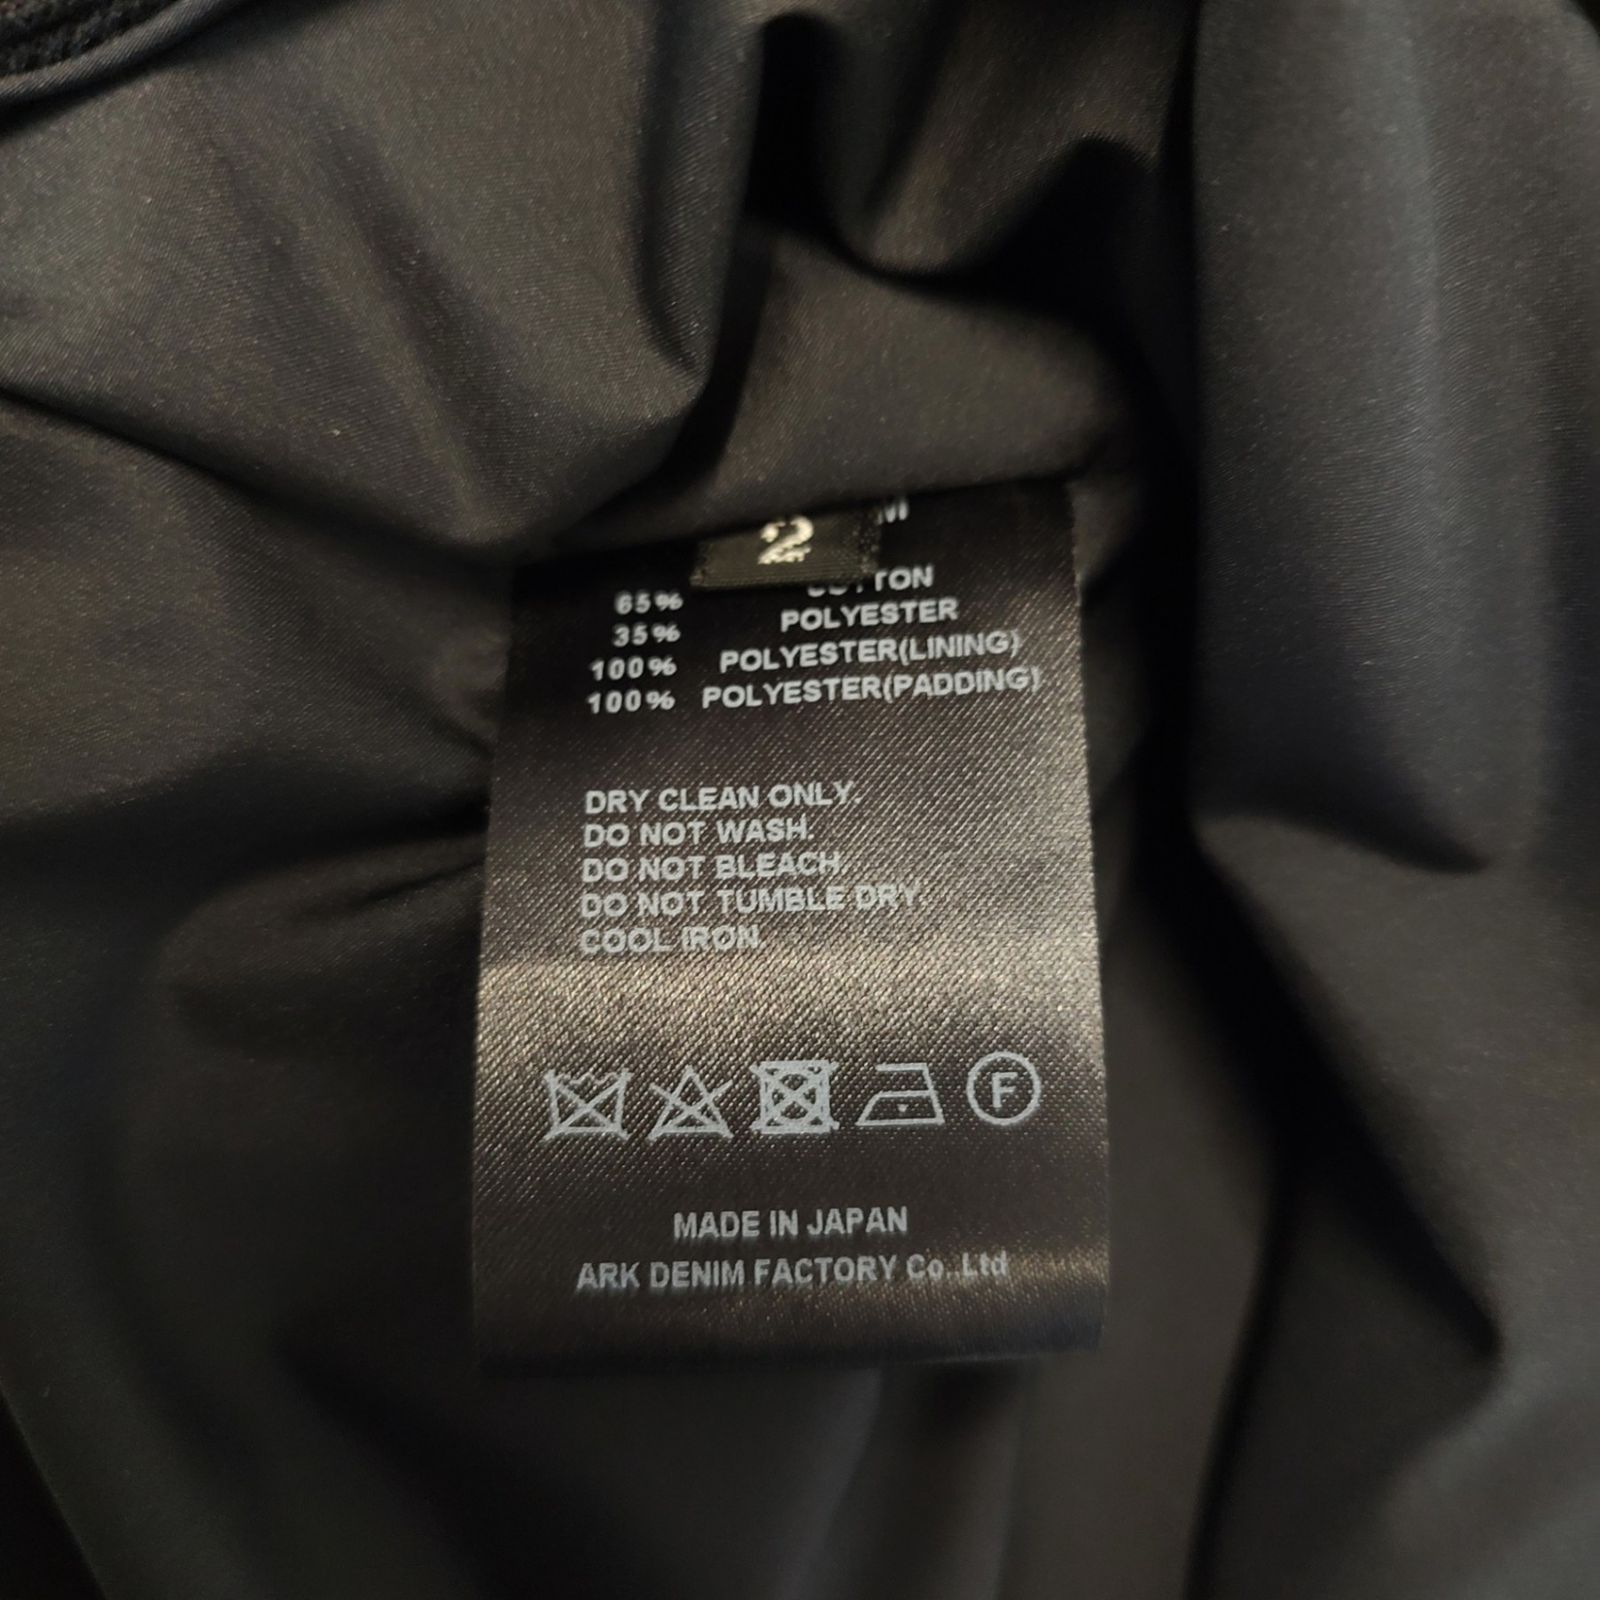 2
65% COTTON
35% POLYESTER
100% POLYESTER(LINING)
100% POLYESTER(PADDING)
DRY CLEAN ONLY.
DO NOT WASH.
DO NOT BLEACH.
DO NOT TUMBLE DRY.
COOL IRON.
F
MADE IN JAPAN
ARK DENIM FACTORY Co.,Ltd